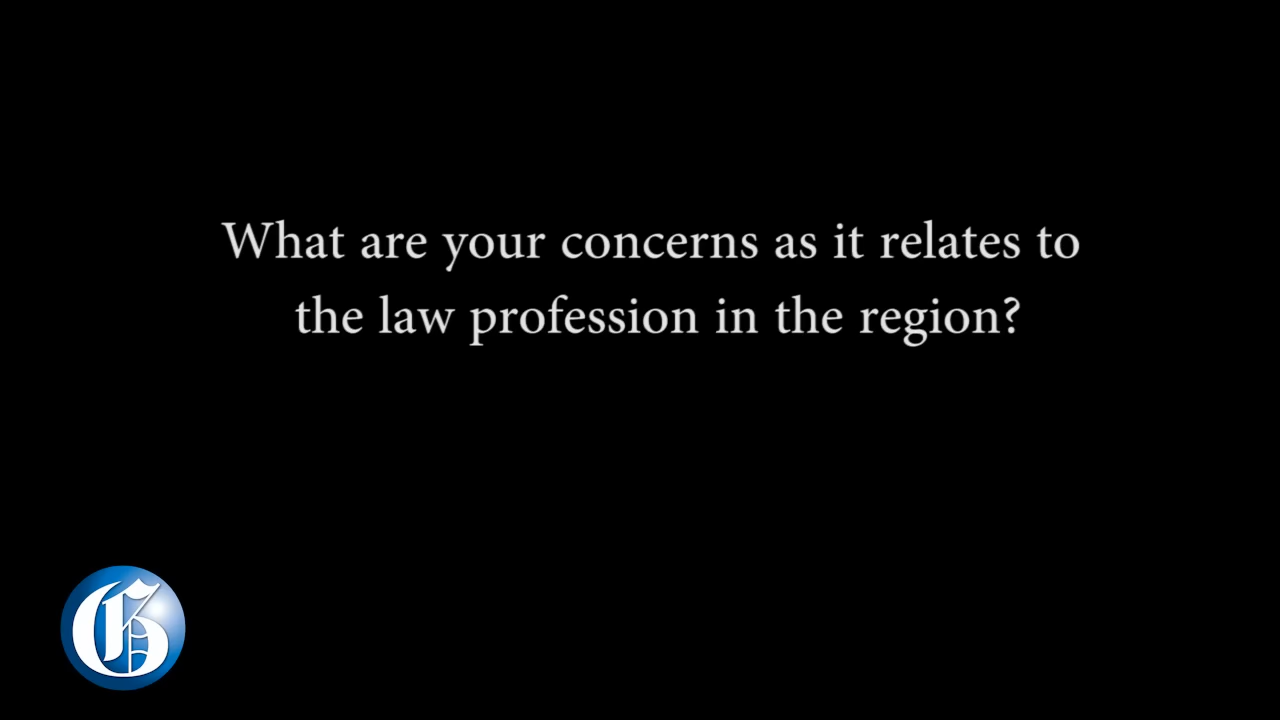 What are your concerns as it relates to
the law profession in the region?
G